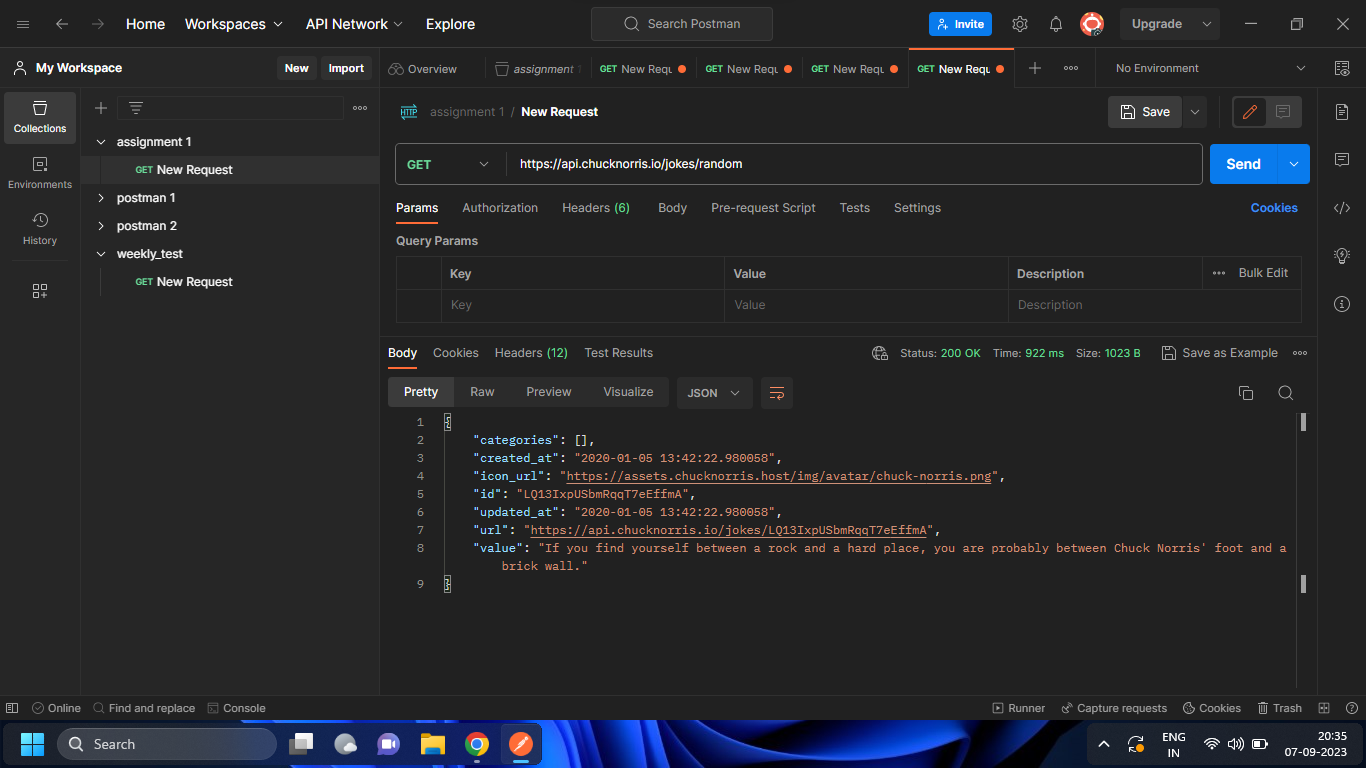 Home Workspaces API Network Explore Search Postman Invite Upgrade
My Workspace New Import Overview assignment GET New Requ GET New Requ GET New Requ GET New Requ No Environment
Collections
Environments
History
assignment 1
GET New Request
postman 1
postman 2
weekly_test
GET New Request
HTTP assignment 1 / New Request Save
GET https://api.chucknorris.io/jokes/random Send
Params Authorization Headers (6) Body Pre-request Script Tests Settings Cookies
Query Params
Key Value Description Bulk Edit
Key Value Description
Body Cookies Headers (12) Test Results Status: 200 OK Time: 922 ms Size: 1023 B Save as Example
Pretty Raw Preview Visualize JSON
1 {
2 "categories": [],
3 "created_at": "2020-01-05 13:42:22.980058",
4 "icon_url": "https://assets.chucknorris.host/img/avatar/chuck-norris.png",
5 "id": "LQ13IxpUSbmRqqT7eEffmA",
6 "updated_at": "2020-01-05 13:42:22.980058",
7 "url": "https://api.chucknorris.io/jokes/LQ13IxpUSbmRqqT7eEffmA",
8 "value": "If you find yourself between a rock and a hard place, you are probably between Chuck Norris' foot and a
brick wall."
9 }
Online Find and replace Console Runner Capture requests Cookies Trash
Search ENG 20:35
IN 07-09-2023